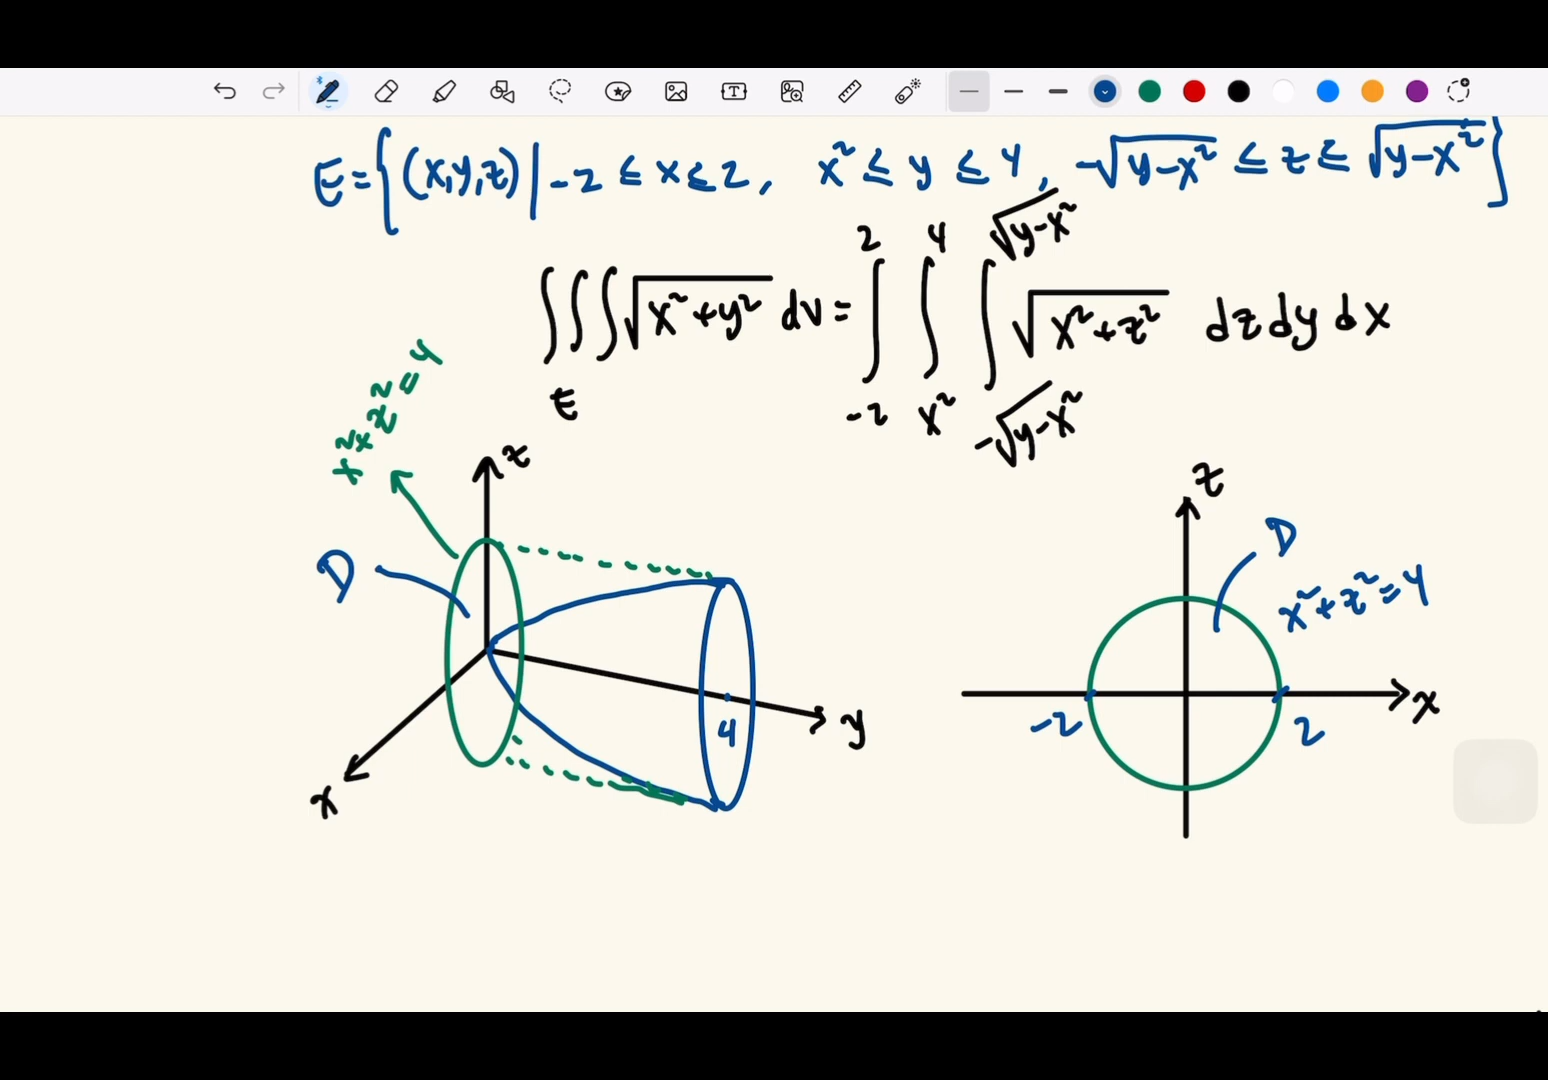 E={(x,y,z)|-2≤x≤2, x²≤y≤4, -√(y-x²)≤z≤√(y-x²)}
∫∫∫_E √(x²+y²) dv = ∫_{-2}^{2} ∫_{x²}^{4} ∫_{-√(y-x²)}^{√(y-x²)} √(x²+z²) dz dy dx
x²+z²=4
z
D
4
y
x
z
D
x²+z²=4
-2
2
x